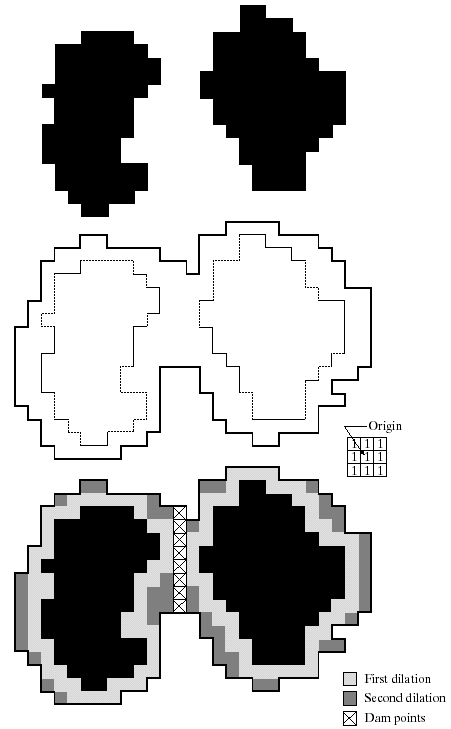 Origin
1 1 1
1 1 1
1 1 1
First dilation
Second dilation
Dam points